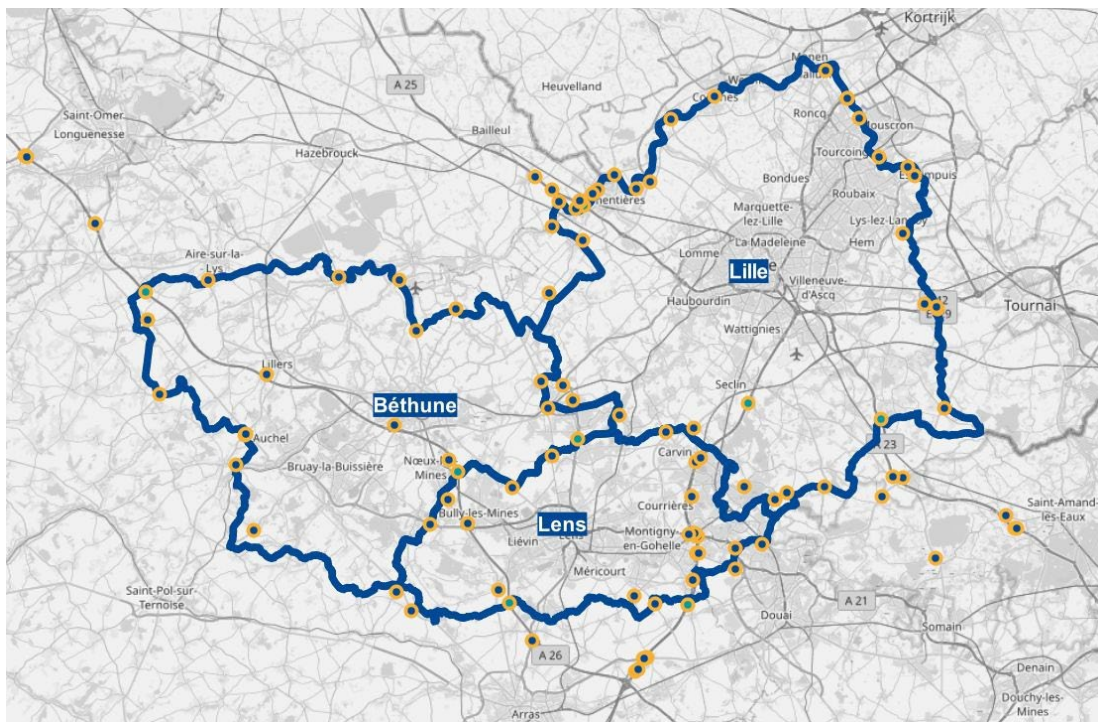 Kortrijk
A 25
Heuvelland
Saint-Omer
Longuenesse
Bailleul
Roncq
Hazebrouck
Tourcoing
Bondues
Roubaix
Marquette-
lez-Lille
La Madeleine
Hem
Aire-sur-la-
Lys
Lomme
Lille
Villeneuve-
d'Ascq
Haubourdin
Tournai
Wattignies
Lillers
Seclin
Béthune
Auchel
A 23
Bruay-la-Buissière
Carvin
Mines
Courrières
Saint-Amand-
les-Eaux
Bully-les-Mines
Lens
Liévin
Montigny-
en-Gohelle
Méricourt
Saint-Pol-sur-
Ternoise
A 21
Douai
Somain
A 26
Denain
Douchy-les-
Mines
Arras